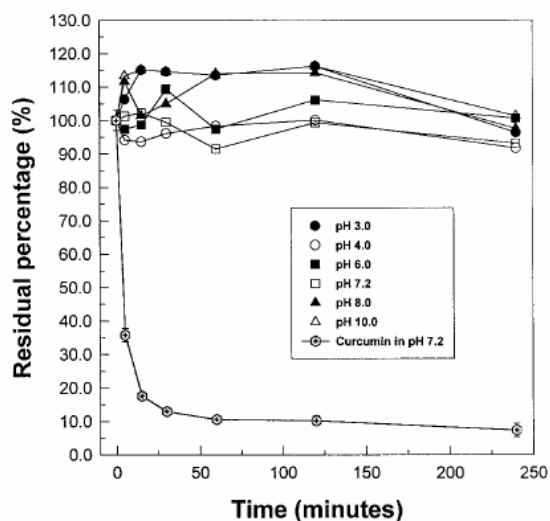 130.0
120.0
110.0
100.0
90.0
80.0
70.0
60.0
50.0
40.0
30.0
20.0
10.0
0.0
Residual percentage (%)
pH 3.0
pH 4.0
pH 6.0
pH 7.2
pH 8.0
pH 10.0
Curcumin in pH 7.2
0 50 100 150 200 250
Time (minutes)